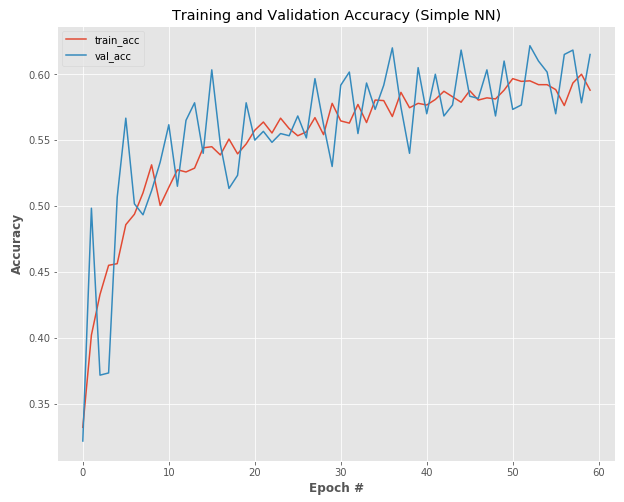 Training and Validation Accuracy (Simple NN)
train_acc
val_acc
0.60
0.55
0.50
0.45
0.40
0.35
Accuracy
0 10 20 30 40 50 60
Epoch #